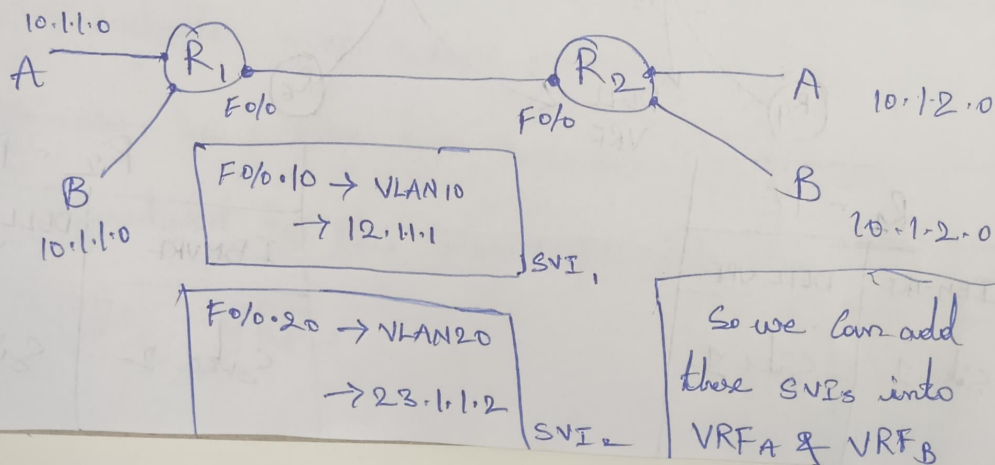 10.1.1.0
A
R1
F0/0
B
10.1.1.0
R2
F0/0
A
10.1.2.0
B
10.1.2.0
F0/0.10 → VLAN10
→ 12.1.1.1
SVI1
F0/0.20 → VLAN20
→ 23.1.1.2
SVI2
So we can add
these SVIs into
VRFA & VRFB